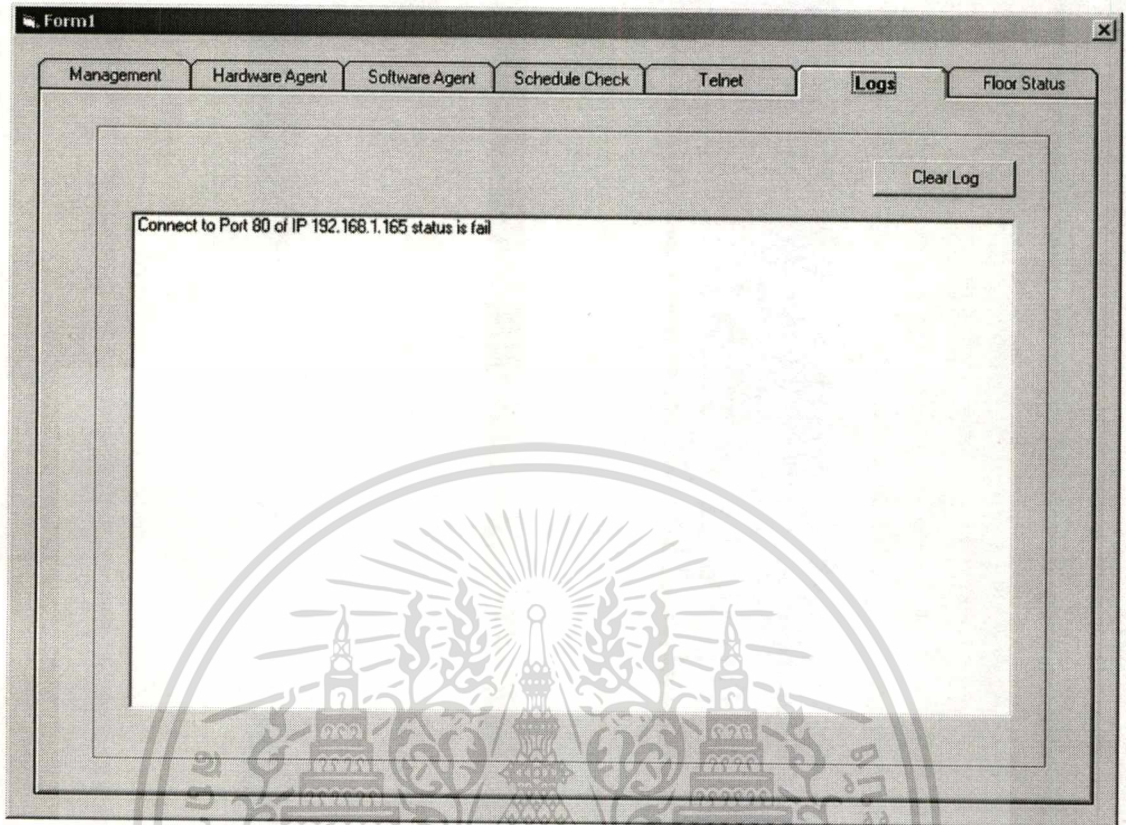 Form1
Management Hardware Agent Software Agent Schedule Check Telnet Logs Floor Status
Clear Log
Connect to Port 80 of IP 192.168.1.165 status is fail